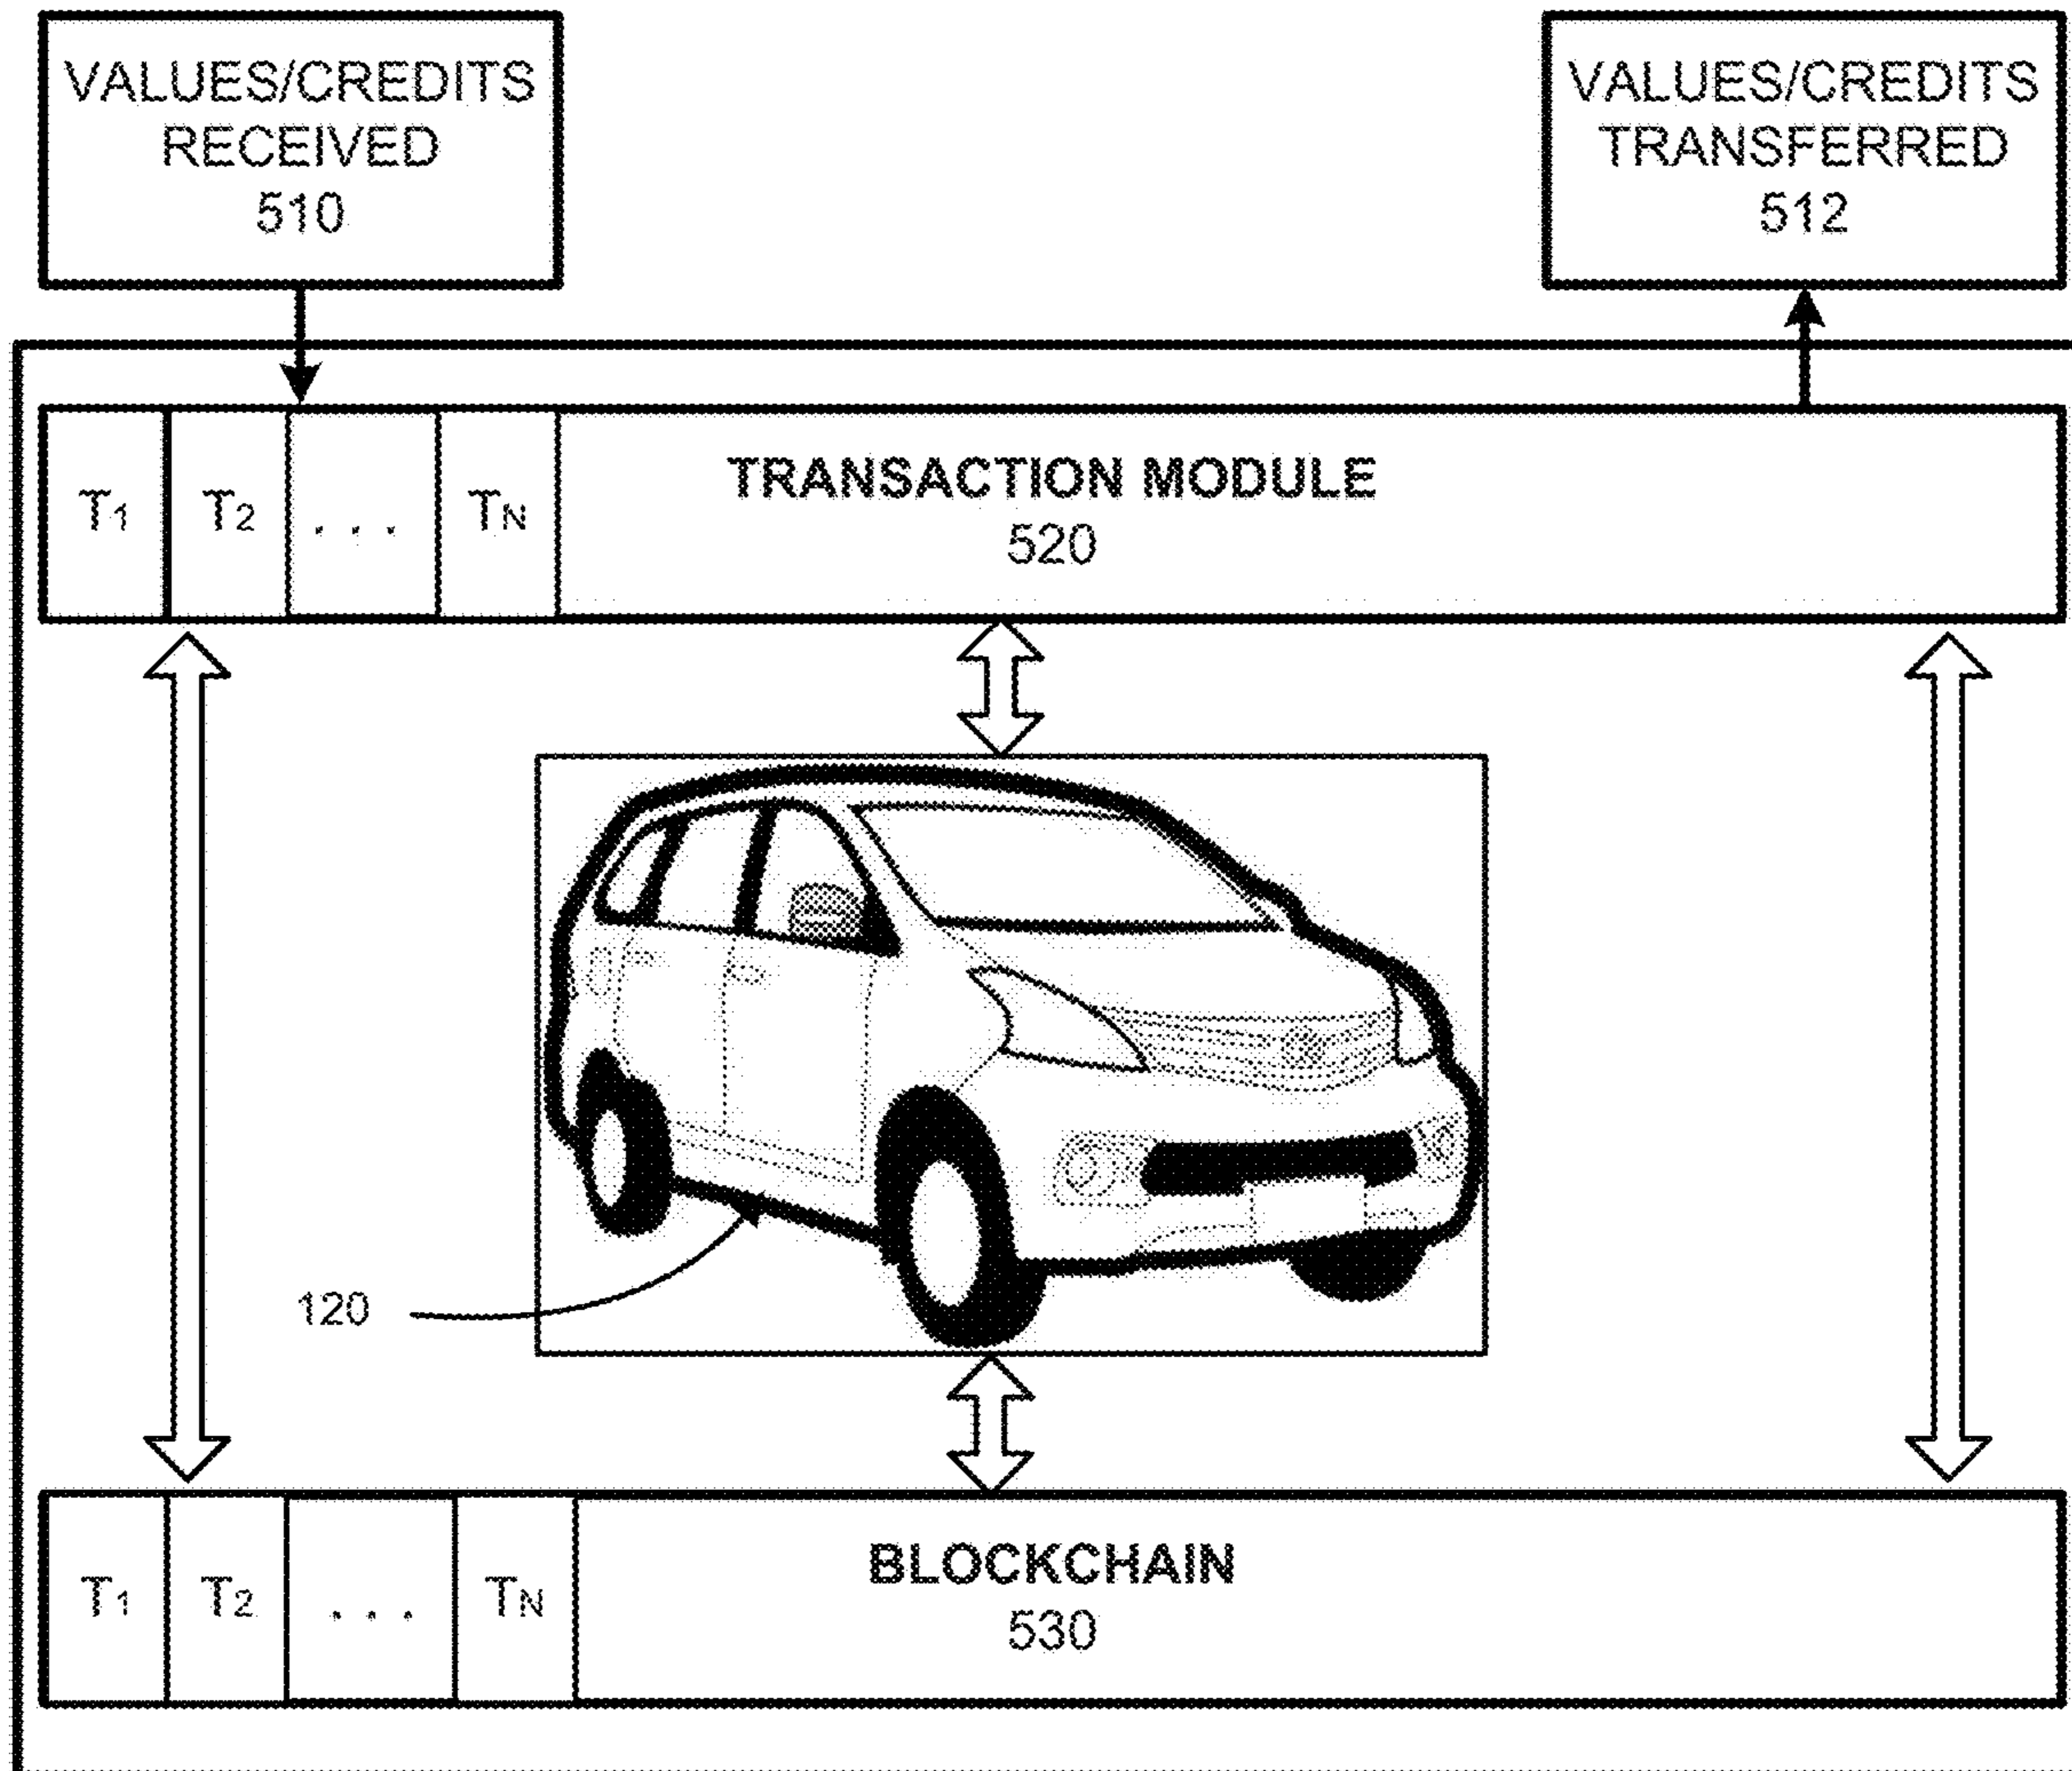 VALUES/CREDITS
RECEIVED
510
VALUES/CREDITS
TRANSFERRED
512
T1 T2 . . . TN
TRANSACTION MODULE
520
120
T1 T2 . . . TN
BLOCKCHAIN
530